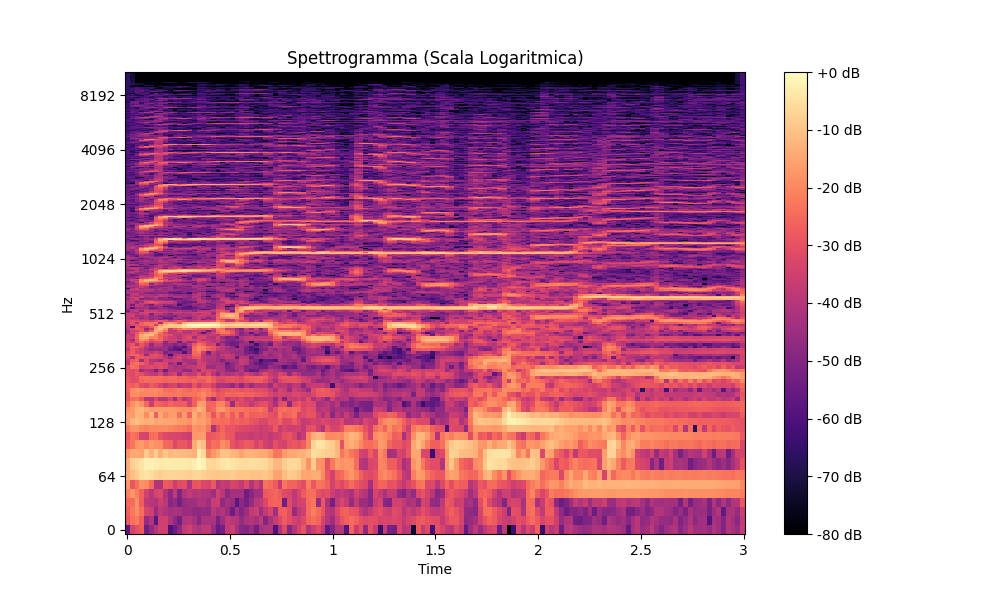 Spettrogramma (Scala Logaritmica)
Hz
8192
4096
2048
1024
512
256
128
64
0
0
0.5
1
1.5
2
2.5
3
Time
+0 dB
-10 dB
-20 dB
-30 dB
-40 dB
-50 dB
-60 dB
-70 dB
-80 dB